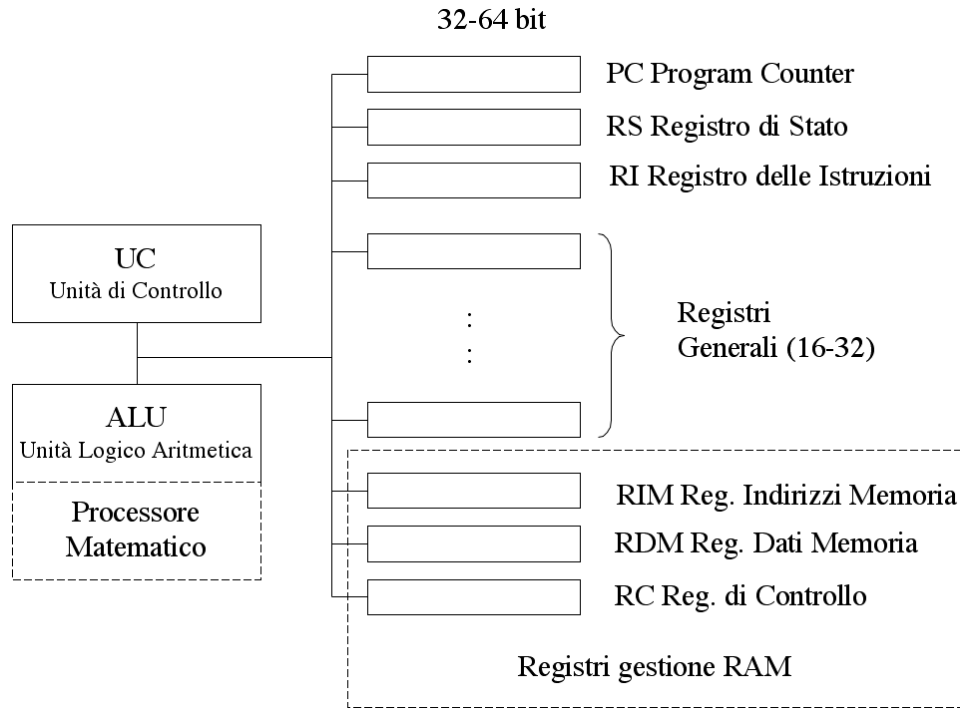 32-64 bit
PC Program Counter
RS Registro di Stato
RI Registro delle Istruzioni
UC
Unità di Controllo
:
:
Registri
Generali (16-32)
ALU
Unità Logico Aritmetica
Processore
Matematico
RIM Reg. Indirizzi Memoria
RDM Reg. Dati Memoria
RC Reg. di Controllo
Registri gestione RAM